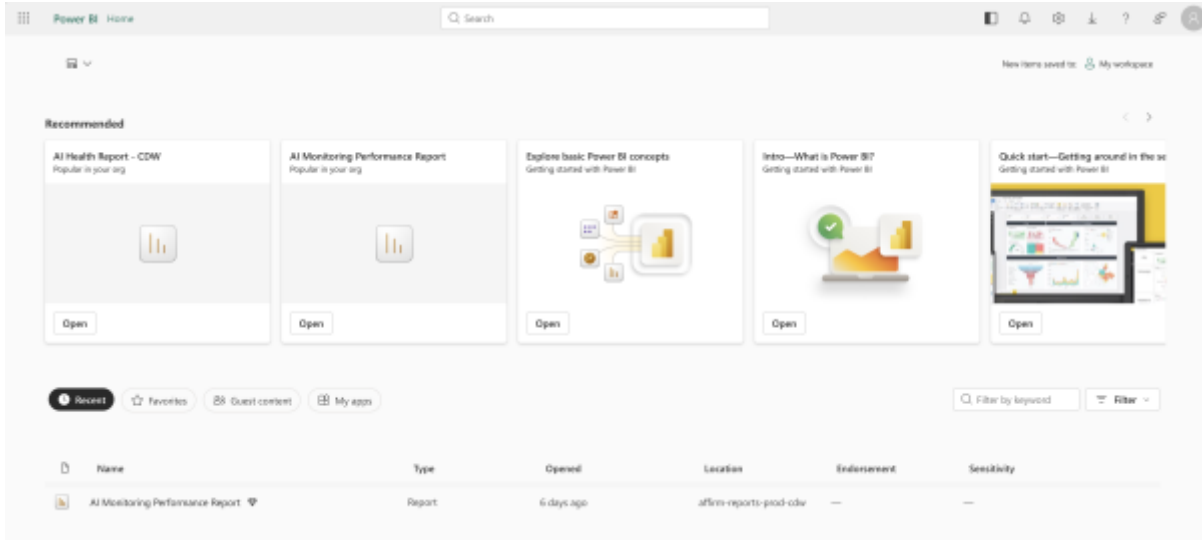 Power BI Home
Search
New items saved to: My workspace
Recommended
AI Health Report - CDW
Popular in your org
Open
AI Monitoring Performance Report
Popular in your org
Open
Explore basic Power BI concepts
Getting started with Power BI
Open
Intro—What is Power BI?
Getting started with Power BI
Open
Quick start—Getting around in the se
Getting started with Power BI
Open
Recent Favorites Guest content My apps
Filter by keyword Filter
Name Type Opened Location Endorsement Sensitivity
AI Monitoring Performance Report Report 6 days ago affirm-reports-prod-cdw — —